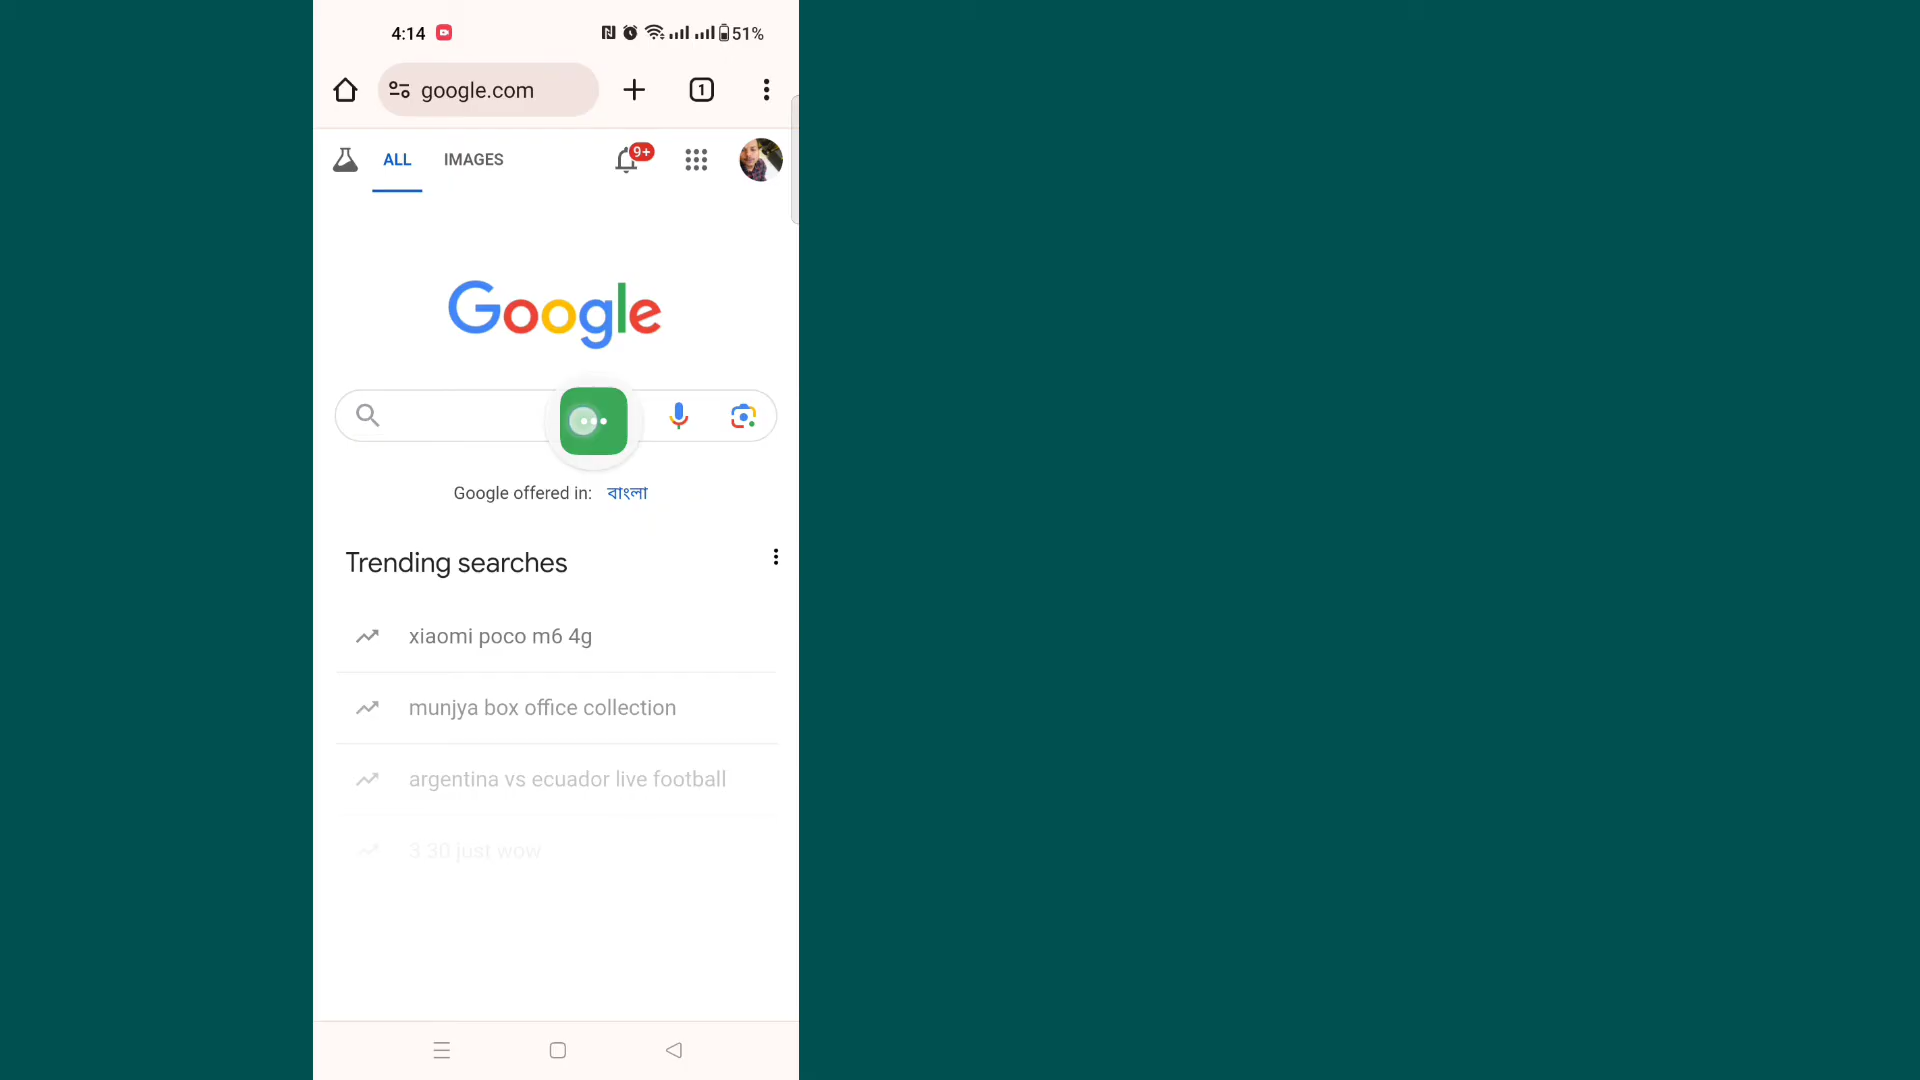 4:14
51%
google.com
1
ALL IMAGES
9+
Google
Google offered in: বাংলা
Trending searches
xiaomi poco m6 4g
munjya box office collection
argentina vs ecuador live football
3 30 just wow